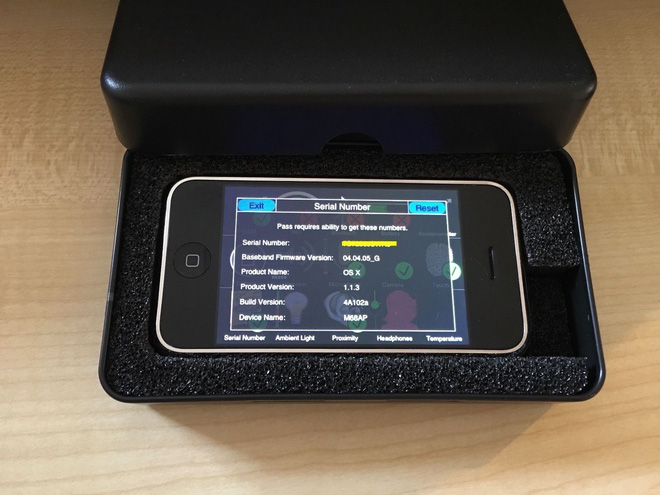 Exit Serial Number Reset
Pass requires ability to get these numbers.
Serial Number:
Baseband Firmware Version: 04.04.05_G
Product Name: OS X
Product Version: 1.1.3
Build Version: 4A102a
Device Name: M68AP
Serial Number Ambient Light Proximity Headphones Temperature